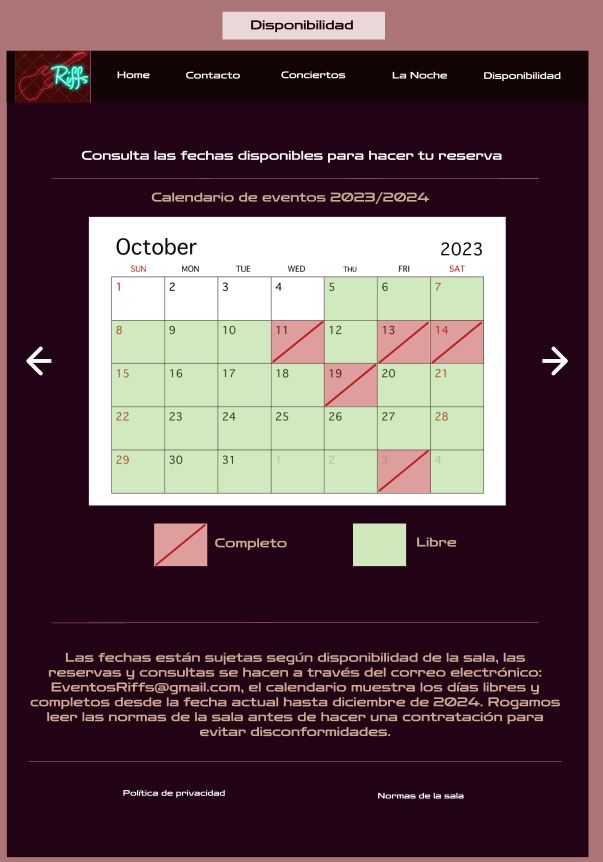 Disponibilidad
Riffs
Home Contacto Conciertos La Noche Disponibilidad
Consulta las fechas disponibles para hacer tu reserva
Calendario de eventos 2023/2024
October 2023
SUN MON TUE WED THU FRI SAT
1 2 3 4 5 6 7
8 9 10 11 12 13 14
15 16 17 18 19 20 21
22 23 24 25 26 27 28
29 30 31 1 2 3 4
Completo Libre
Las fechas están sujetas según disponibilidad de la sala, las
reservas y consultas se hacen a través del correo electrónico:
EventosRiffs@gmail.com, el calendario muestra los días libres y
completos desde la fecha actual hasta diciembre de 2024. Rogamos
leer las normas de la sala antes de hacer una contratación para
evitar disconformidades.
Política de privacidad Normas de la sala